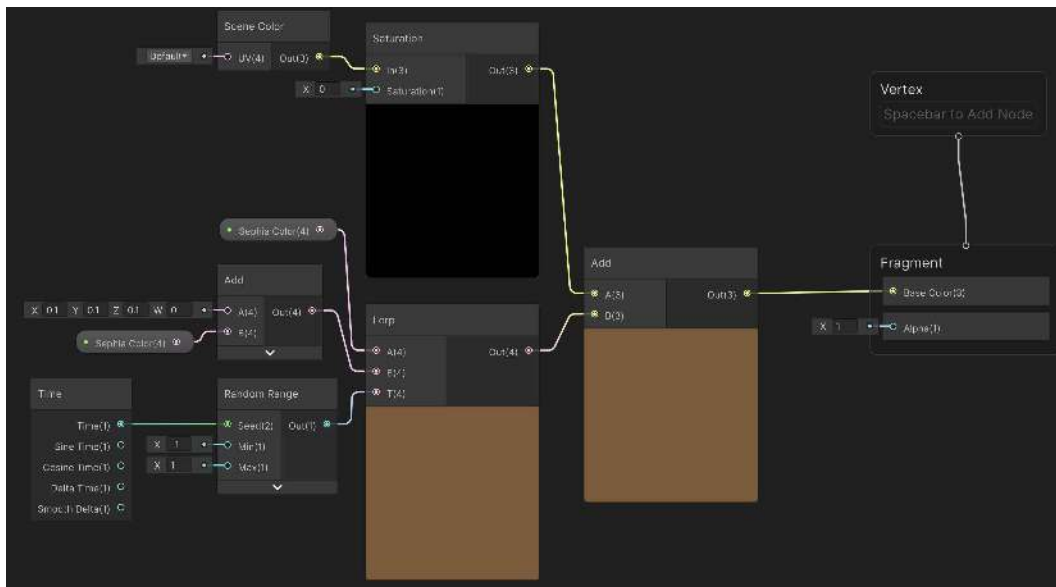 Scene Color
Default
UV(4)
Out(3)
Saturation
In(3)
Out(3)
X 0
Saturation(1)
Vertex
Spacebar to Add Node
Sephia Color(4)
Add
X 0.1 Y 0.1 Z 0.1 W 0
A(4)
Out(4)
Sephia Color(4)
B(4)
Lerp
A(4)
Out(4)
B(4)
T(4)
Add
A(3)
Out(3)
B(3)
Fragment
Base Color(3)
X 1
Alpha(1)
Time
Time(1)
Sine Time(1)
Cosine Time(1)
Delta Time(1)
Smooth Delta(1)
Random Range
Seed(2)
Out(1)
Min(1)
X 1
Max(1)